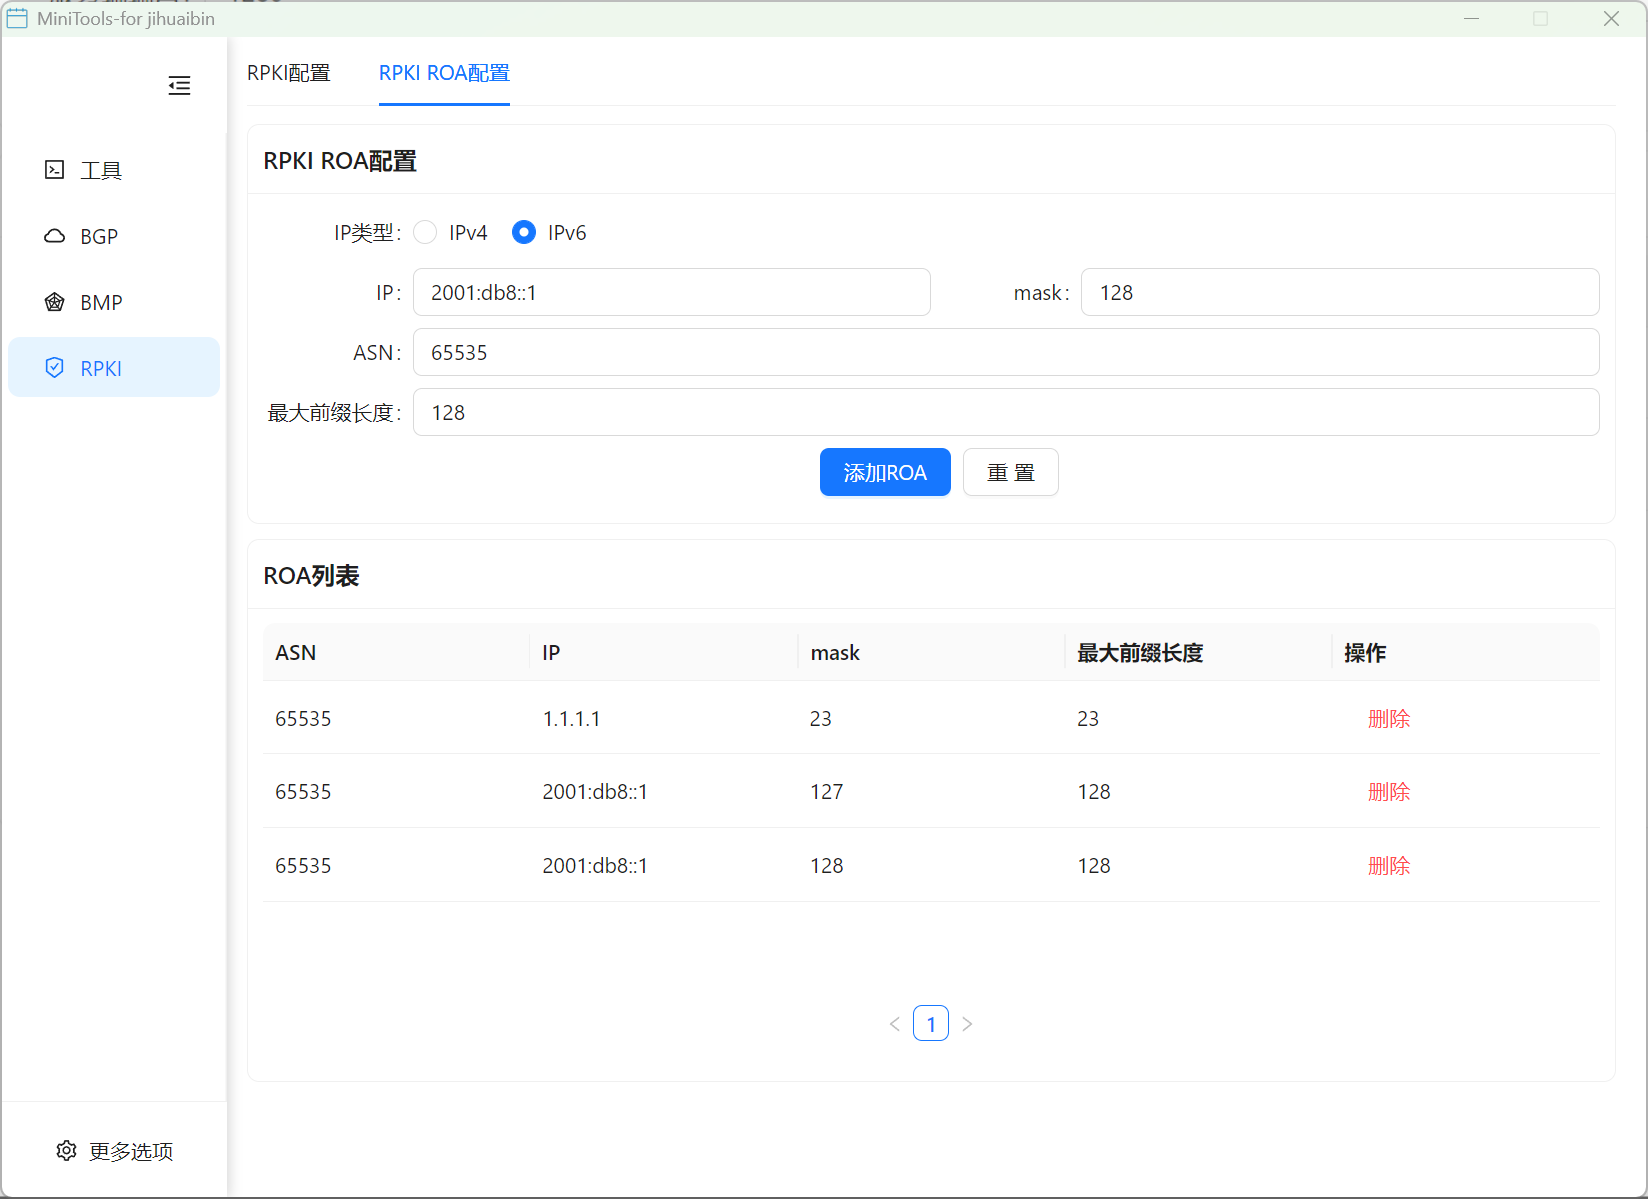 MiniTools-for jihuaibin
工具
BGP
BMP
RPKI
更多选项
RPKI配置 RPKI ROA配置
RPKI ROA配置
IP类型: IPv4 IPv6
IP: 2001:db8::1 mask: 128
ASN: 65535
最大前缀长度: 128
添加ROA 重 置
ROA列表
ASN IP mask 最大前缀长度 操作
65535 1.1.1.1 23 23 删除
65535 2001:db8::1 127 128 删除
65535 2001:db8::1 128 128 删除
1